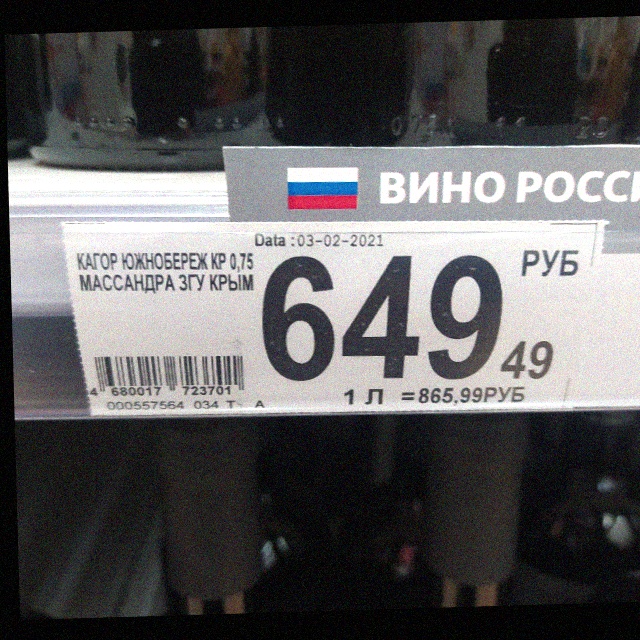 ВИНО РОССИ
Data :03-02-2021
КАГОР ЮЖНОБЕРЕЖ КР 0,75
МАССАНДРА ЗГУ КРЫМ
649 49
РУБ
1 Л =865,99РУБ
4 680017 723701
000557564 034 T. A